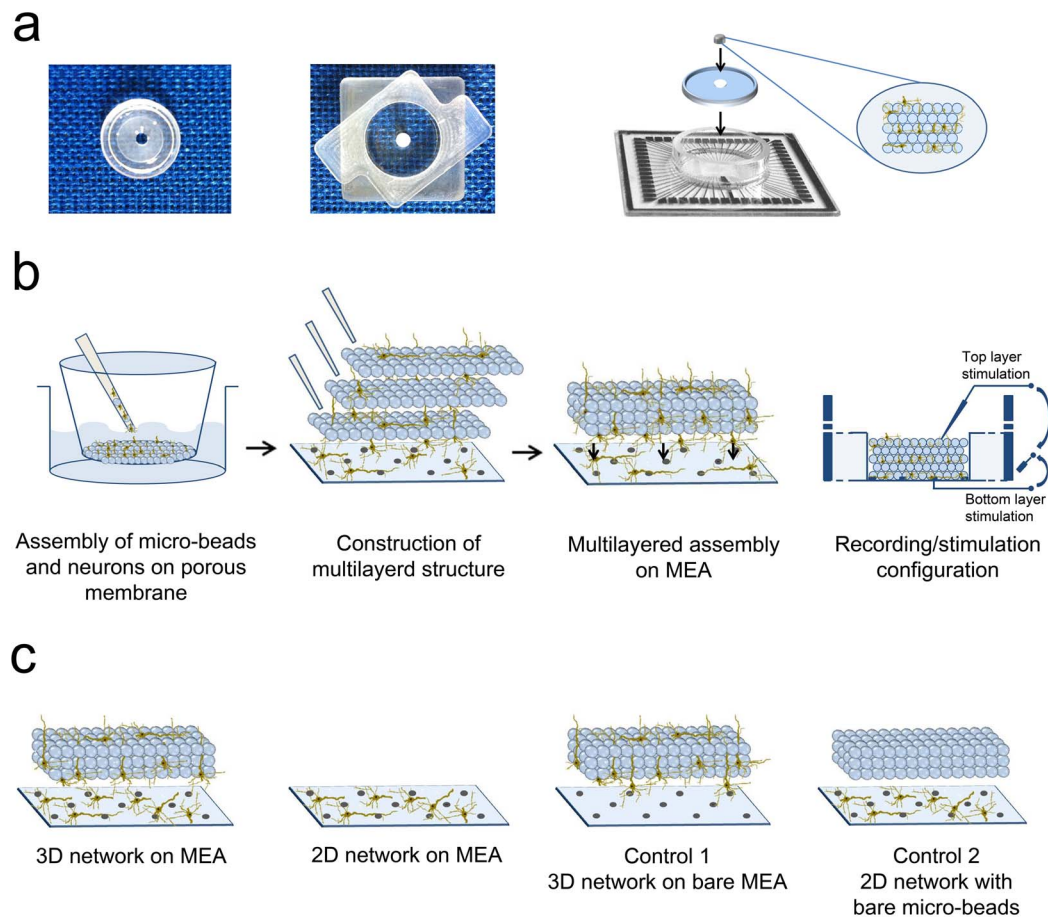 a
b
Top layer
stimulation
Bottom layer
stimulation
Assembly of micro-beads
and neurons on porous
membrane
Construction of
multilayerd structure
Multilayered assembly
on MEA
Recording/stimulation
configuration
c
3D network on MEA
2D network on MEA
Control 1
3D network on bare MEA
Control 2
2D network with
bare micro-beads